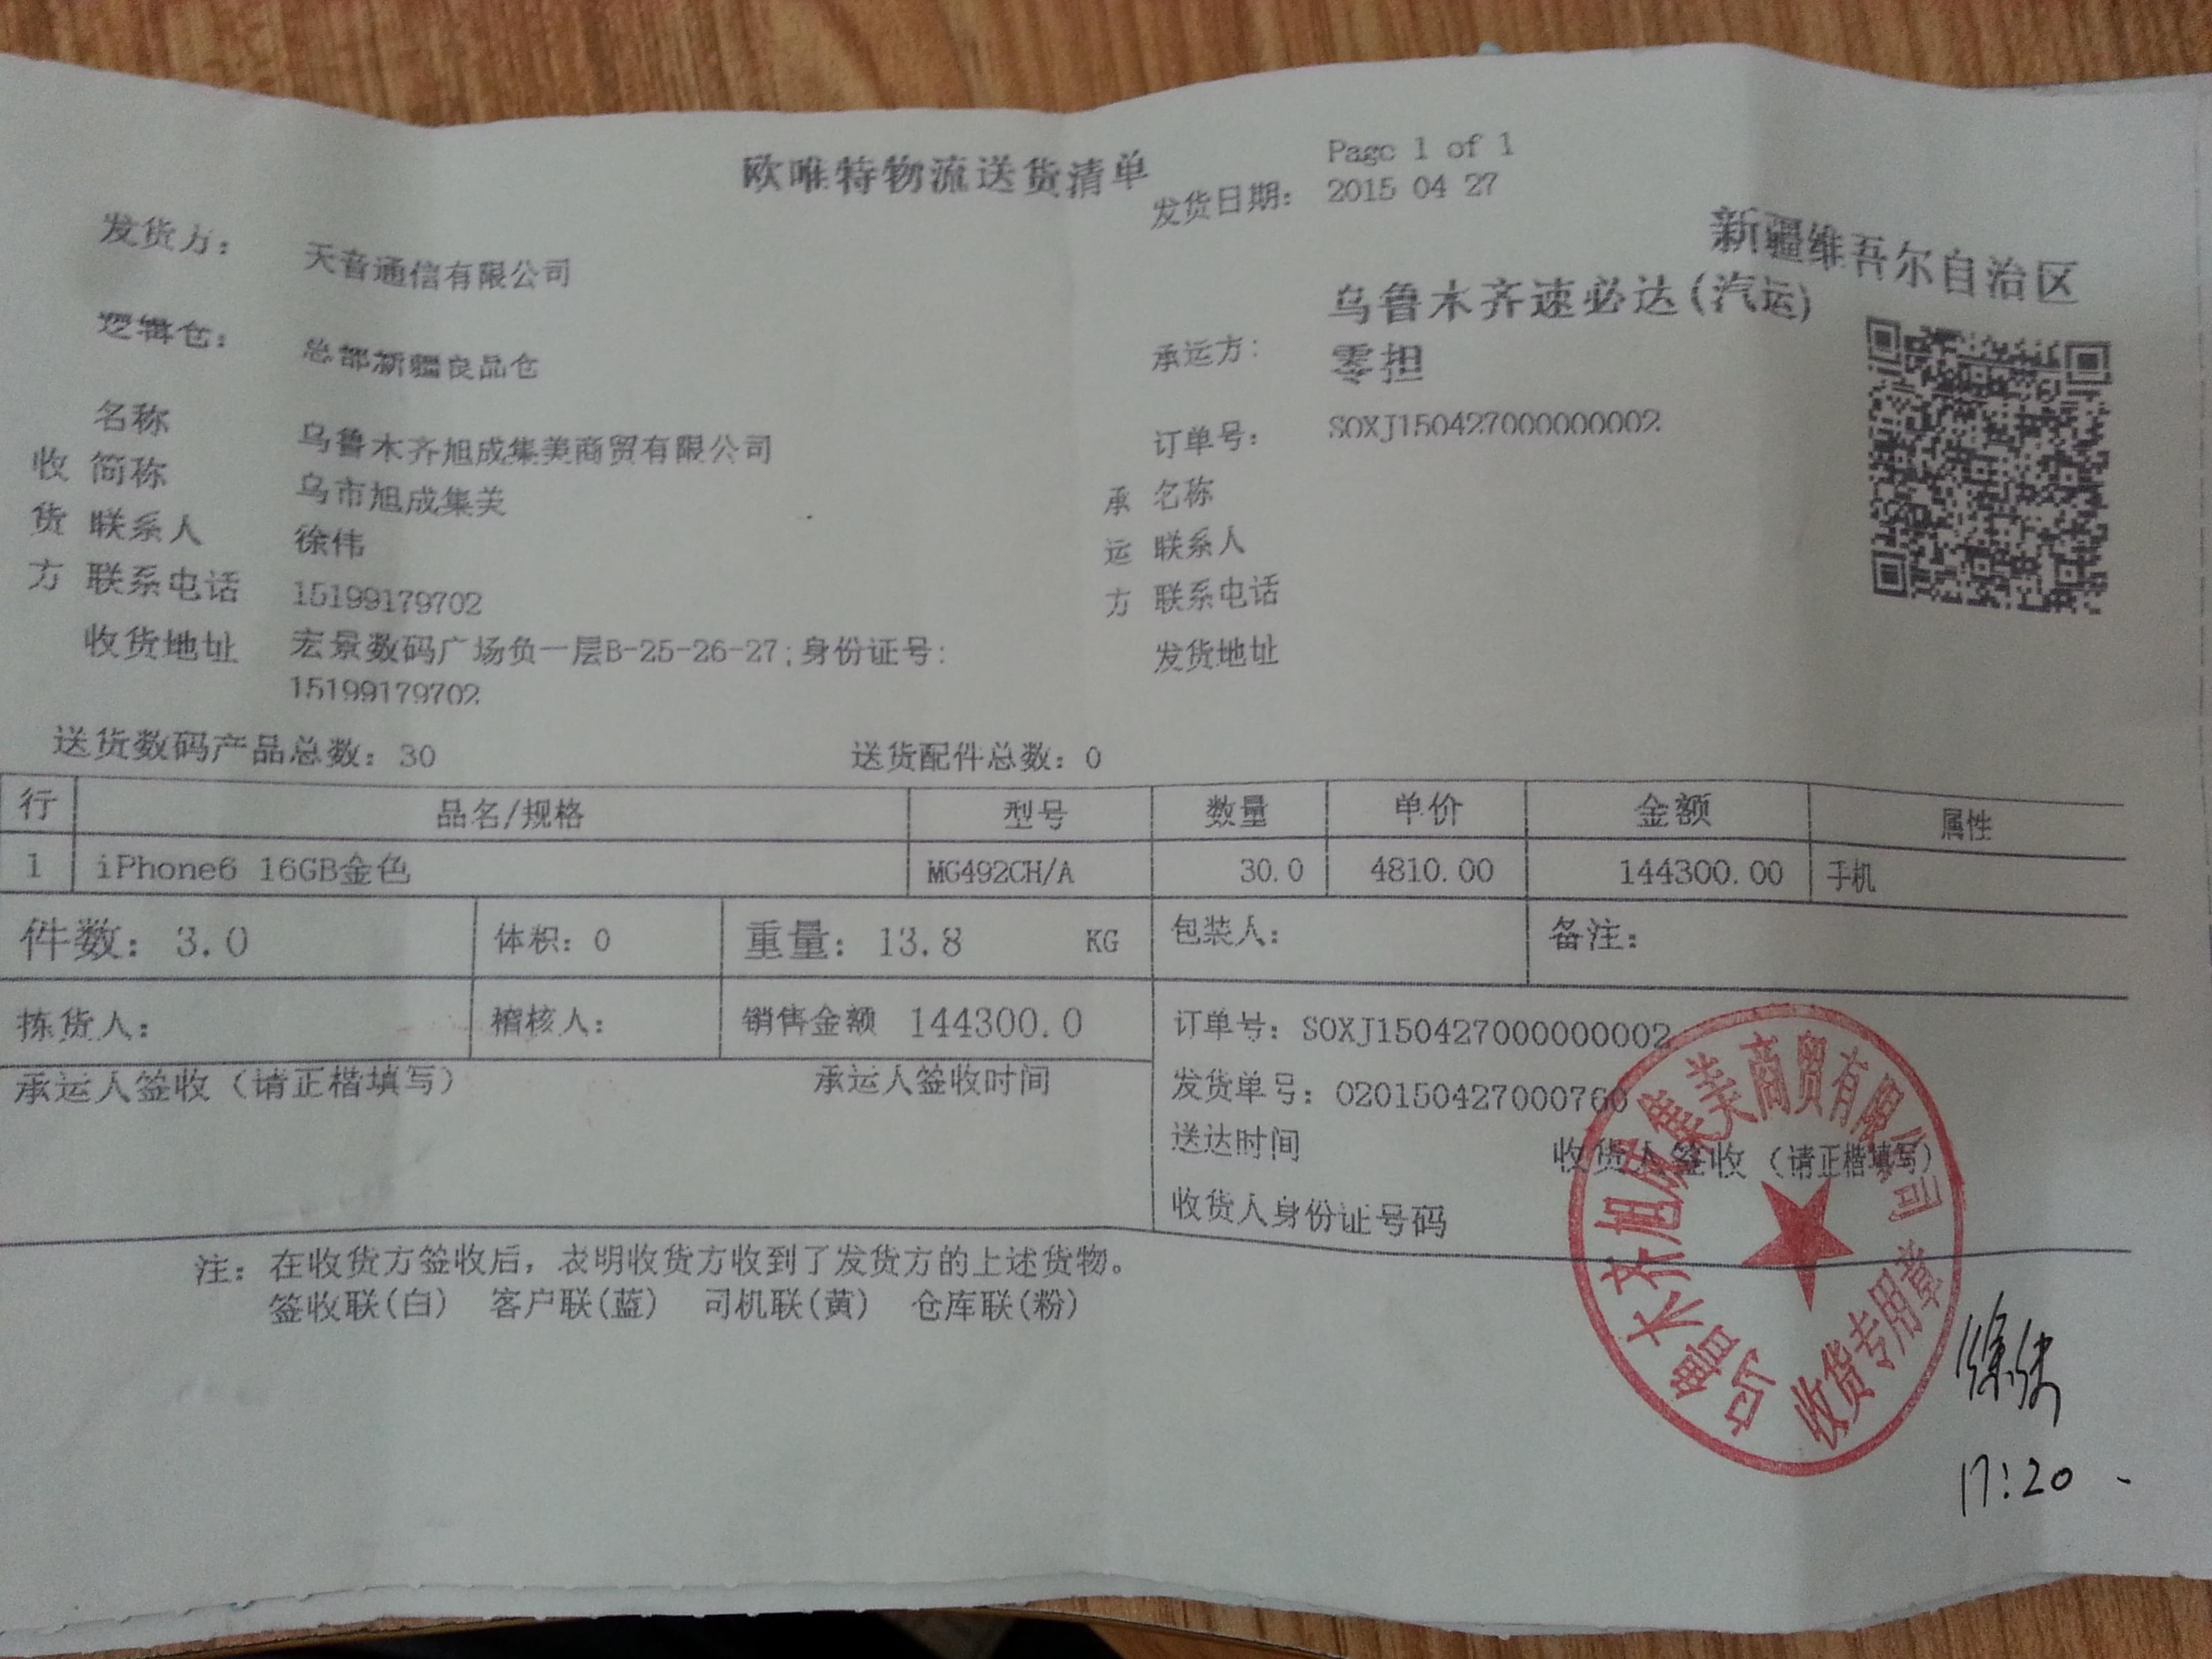 欧唯特物流送货清单
Page 1 of 1
发货日期: 2015 04 27
新疆维吾尔自治区
发货方: 天音通信有限公司
乌鲁木齐速必达(汽运)
逻辑仓: 总部新疆良品仓
承运方: 零担
名称 乌鲁木齐旭成集美商贸有限公司
订单号: SOXJ150427000000002
收 简称 乌市旭成集美
承 名称
货 联系人 徐伟
运 联系人
方 联系电话 15199179702
方 联系电话
收货地址 宏景数码广场负一层B-25-26-27;身份证号:
15199179702
发货地址
送货数码产品总数: 30 送货配件总数: 0
行 品名/规格 型号 数量 单价 金额 属性
1 iPhone6 16GB金色 MG492CH/A 30.0 4810.00 144300.00 手机
件数: 3.0 体积: 0 重量: 13.8 KG 包装人: 备注:
拣货人: 稽核人: 销售金额 144300.0 订单号: SOXJ150427000000002
承运人签收(请正楷填写) 承运人签收时间 发货单号: 020150427000760
送达时间 收货人签收(请正楷填写)
收货人身份证号码
注: 在收货方签收后, 表明收货方收到了发货方的上述货物。
签收联(白) 客户联(蓝) 司机联(黄) 仓库联(粉)
乌鲁木齐旭成集美商贸有限公司
收货专用章
徐伟
17:20